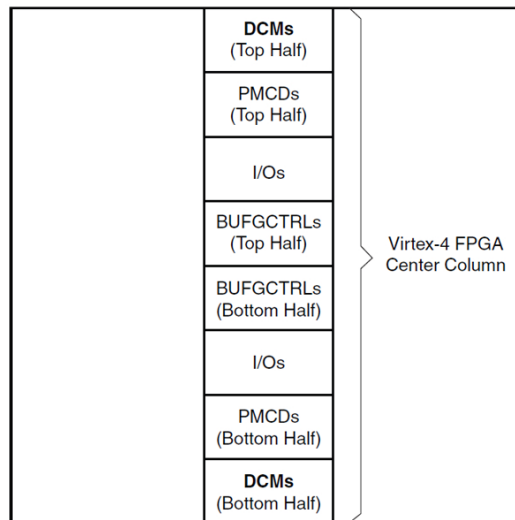 DCMs
(Top Half)
PMCDs
(Top Half)
I/Os
BUFGCTRLs
(Top Half)
BUFGCTRLs
(Bottom Half)
I/Os
PMCDs
(Bottom Half)
DCMs
(Bottom Half)
Virtex-4 FPGA
Center Column